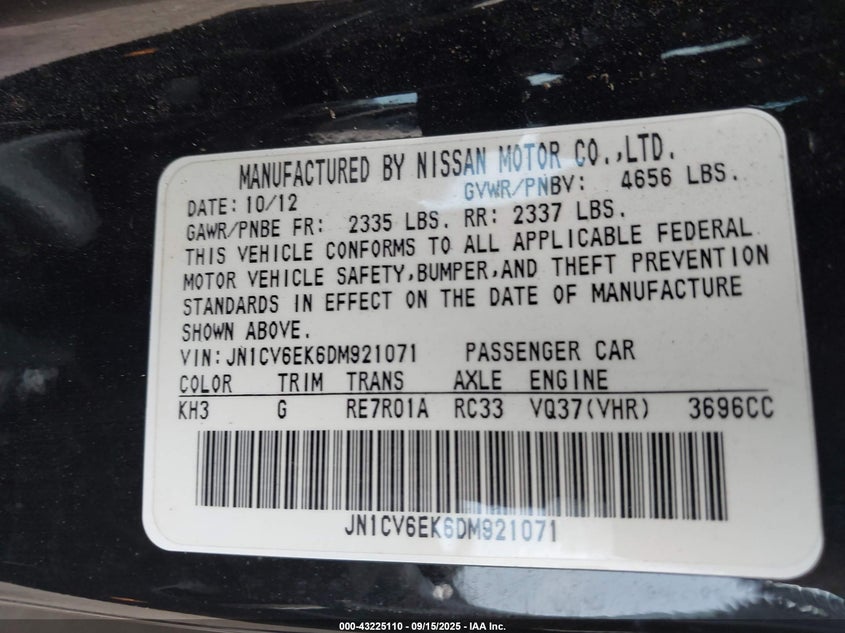 MANUFACTURED BY NISSAN MOTOR CO.,LTD.
DATE: 10/12 GVWR/PNBV: 4656 LBS.
GAWR/PNBE FR: 2335 LBS. RR: 2337 LBS.
THIS VEHICLE CONFORMS TO ALL APPLICABLE FEDERAL
MOTOR VEHICLE SAFETY,BUMPER,AND THEFT PREVENTION
STANDARDS IN EFFECT ON THE DATE OF MANUFACTURE
SHOWN ABOVE.
VIN: JN1CV6EK6DM921071 PASSENGER CAR
COLOR TRIM TRANS AXLE ENGINE
KH3 G RE7R01A RC33 VQ37(VHR) 3696CC
JN1CV6EK6DM921071
000-43225110 - 09/15/2025 - IAA Inc.